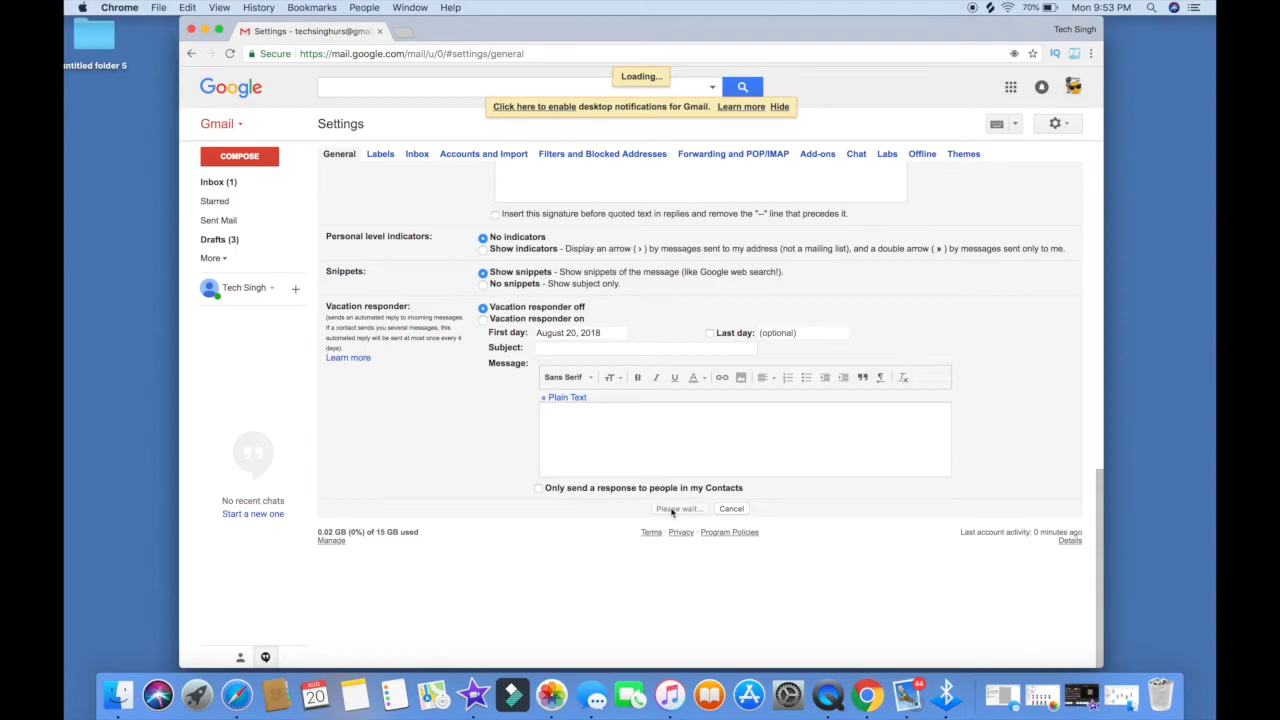 Chrome File Edit View History Bookmarks People Window Help 70% Mon 9:53 PM
untitled folder 5
Settings - techsinghurs@gmai × Tech Singh
Secure https://mail.google.com/mail/u/0/#settings/general IQ
Google
Loading...
Click here to enable desktop notifications for Gmail. Learn more Hide
Gmail Settings
COMPOSE
General Labels Inbox Accounts and Import Filters and Blocked Addresses Forwarding and POP/IMAP Add-ons Chat Labs Offline Themes
Inbox (1)
Starred
Sent Mail
Drafts (3)
More
Tech Singh +
No recent chats
Start a new one
Insert this signature before quoted text in replies and remove the "--" line that precedes it.
Personal level indicators: No indicators
Show indicators - Display an arrow ( › ) by messages sent to my address (not a mailing list), and a double arrow ( » ) by messages sent only to me.
Snippets: Show snippets - Show snippets of the message (like Google web search!).
No snippets - Show subject only.
Vacation responder:
(sends an automated reply to incoming messages.
If a contact sends you several messages, this
automated reply will be sent at most once every 4
days)
Learn more
Vacation responder off
Vacation responder on
First day: August 20, 2018 Last day: (optional)
Subject:
Message:
Sans Serif
« Plain Text
Only send a response to people in my Contacts
Please wait... Cancel
0.02 GB (0%) of 15 GB used
Manage
Terms · Privacy · Program Policies
Last account activity: 0 minutes ago
Details
AUG
20
44